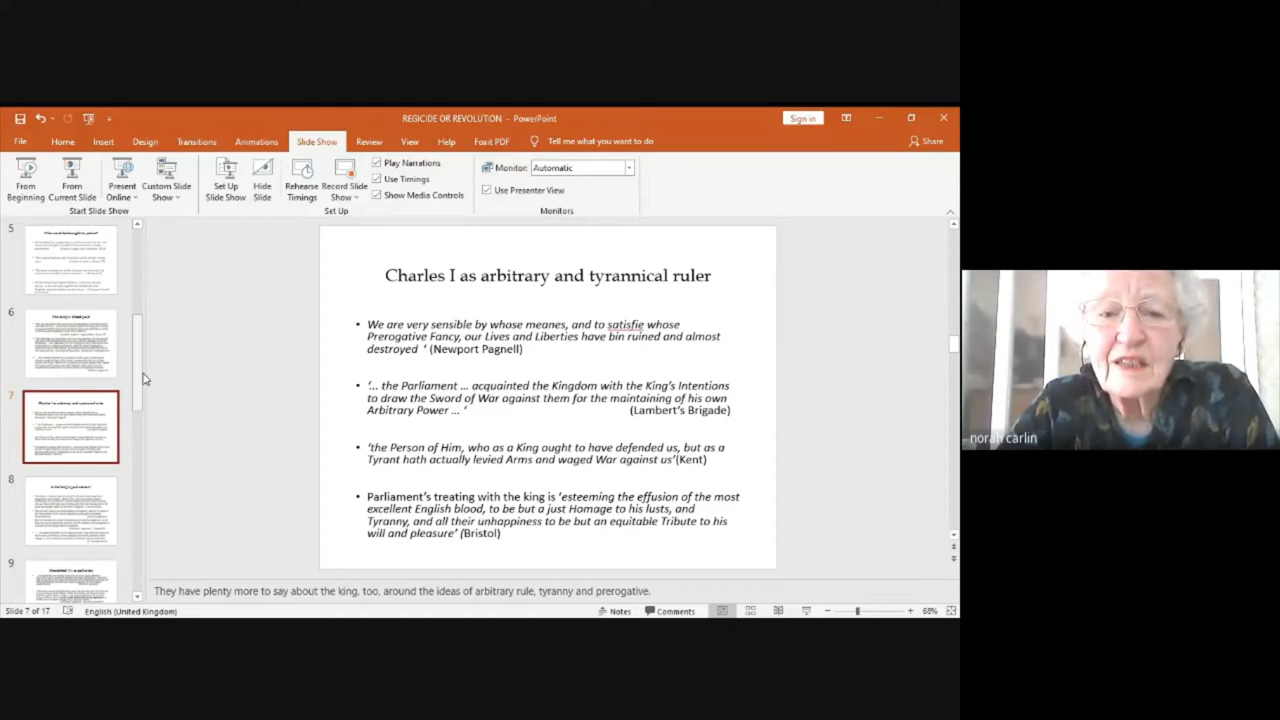 REGICIDE OR REVOLUTION - PowerPoint
Sign in
File Home Insert Design Transitions Animations Slide Show Review View Help Foxit PDF Tell me what you want to do
Share
From Beginning
From Current Slide
Present Online
Custom Slide Show
Set Up Slide Show
Hide Slide
Rehearse Timings
Record Slide Show
Play Narrations
Use Timings
Show Media Controls
Monitor: Automatic
Use Presenter View
Start Slide Show
Set Up
Monitors
5
6
7
8
9
Charles I as arbitrary and tyrannical ruler
• We are very sensible by whose meanes, and to satisfie whose
Prerogative Fancy, our Lives and Liberties have bin ruined and almost
destroyed ‘ (Newport Pagnell)
• ‘... the Parliament ... acquainted the Kingdom with the King’s Intentions
to draw the Sword of War against them for the maintaining of his own
Arbitrary Power ... ’ (Lambert’s Brigade)
• ‘the Person of Him, who as a King ought to have defended us, but as a
Tyrant hath actually levied Arms and waged War against us’(Kent)
• Parliament’s treating with the king is ‘esteeming the effusion of the most
excellent English blood to be but a just Homage to his lusts, and
Tyranny, and all their
to be but an equitable Tribute to his
will and pleasure’ (Bristol)
norah carlin
They have plenty more to say about the king, too, around the ideas of arbitrary rule, tyranny and prerogative.
Slide 7 of 17
English (United Kingdom)
Notes
Comments
68%